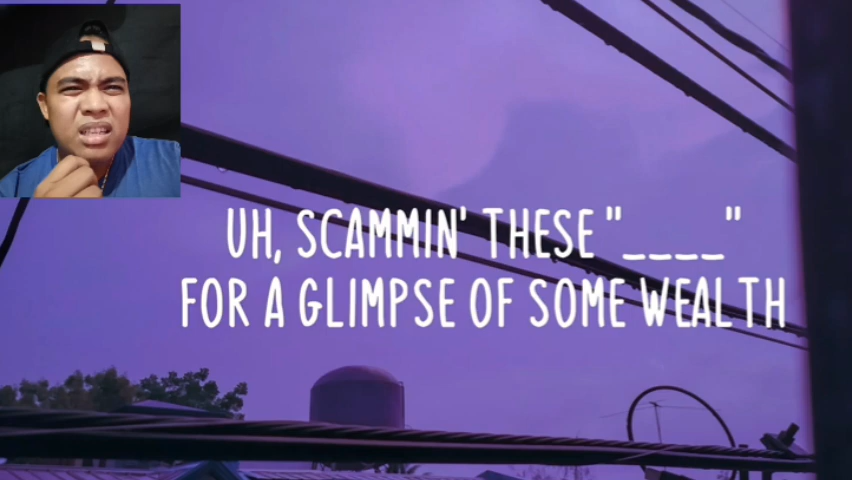 UH, SCAMMIN' THESE "____"
FOR A GLIMPSE OF SOME WEALTH